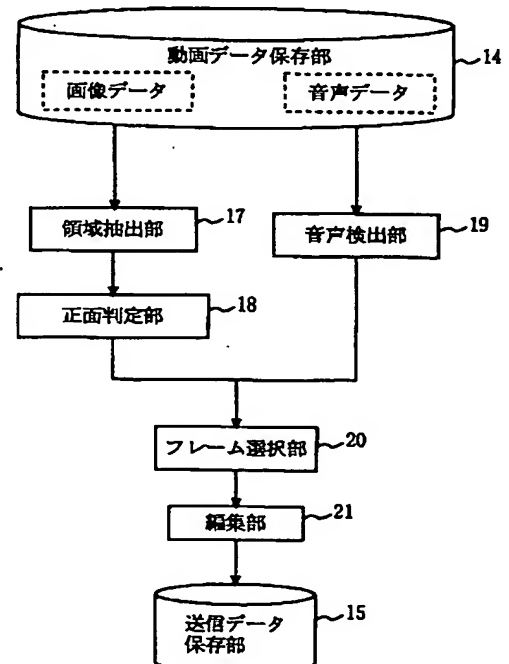 動画データ保存部
14
画像データ
音声データ
領域抽出部
17
音声検出部
19
正面判定部
18
フレーム選択部
20
編集部
21
送信データ
保存部
15